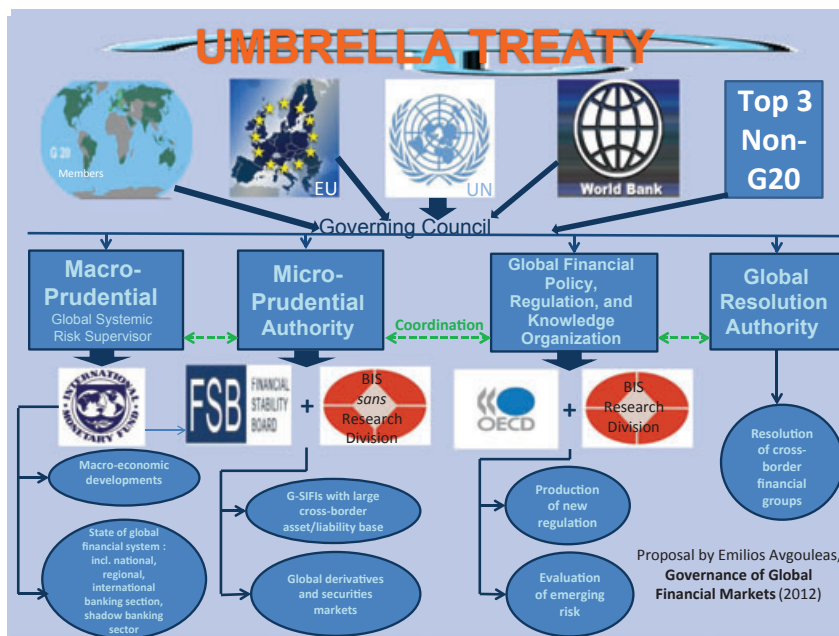 UMBRELLA TREATY
G 20
Members
EU
UN
World Bank
Top 3
Non-
G20
Governing Council
Macro-
Prudential
Global Systemic
Risk Supervisor
Micro-
Prudential
Authority
Coordination
Global Financial
Policy,
Regulation, and
Knowledge
Organization
Global
Resolution
Authority
INTERNATIONAL
MONETARY FUND
FSB
FINANCIAL
STABILITY
BOARD
+
BIS
sans
Research
Division
OECD
+
BIS
Research
Division
Resolution
of cross-
border
financial
groups
Macro-economic
developments
State of global
financial system :
incl. national,
regional,
international
banking section,
shadow banking
sector
G-SIFIs with large
cross-border
asset/liability base
Global derivatives
and securities
markets
Production
of new
regulation
Evaluation
of emerging
risk
Proposal by Emilios Avgouleas,
Governance of Global
Financial Markets (2012)